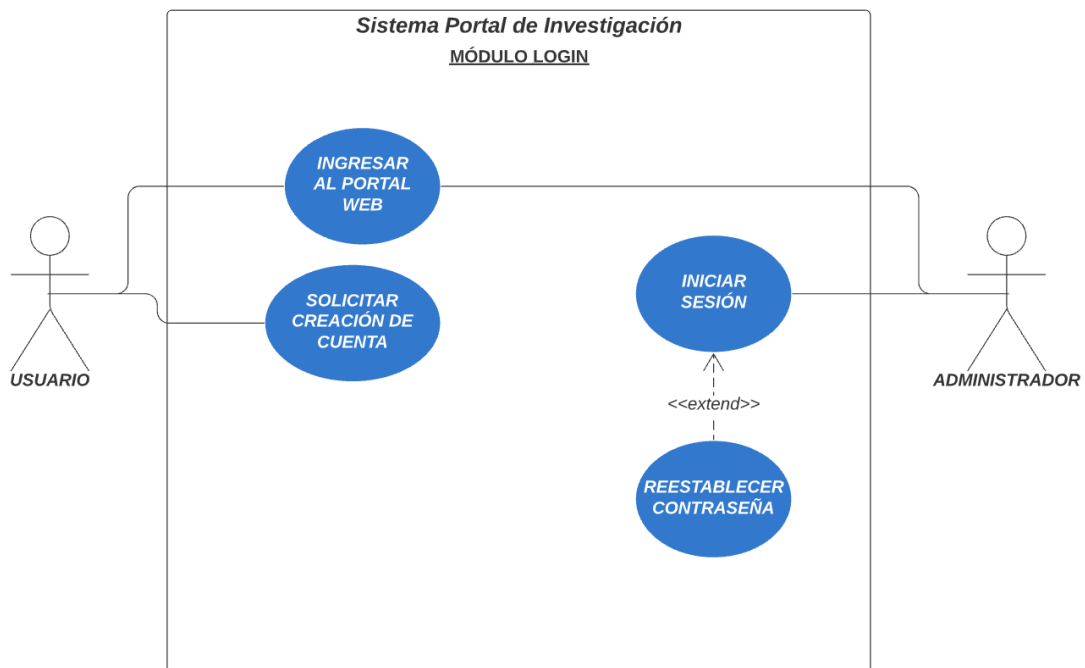 Sistema Portal de Investigación
MÓDULO LOGIN
INGRESAR
AL PORTAL
WEB
SOLICITAR
CREACIÓN DE
CUENTA
INICIAR
SESIÓN
USUARIO
ADMINISTRADOR
<<extend>>
REESTABLECER
CONTRASEÑA